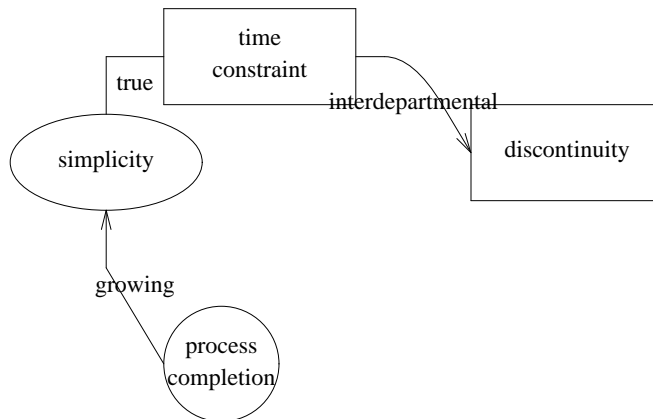 time
constraint
true
interdepartmental
simplicity
discontinuity
growing
process
completion